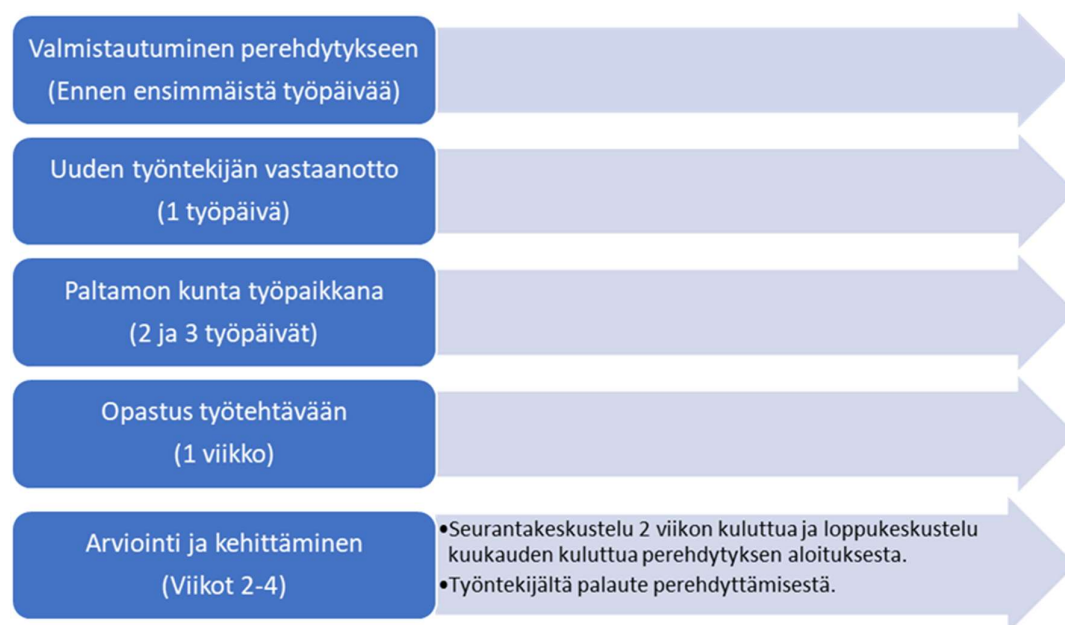 Valmistautuminen perehdytykseen
(Ennen ensimmäistä työpäivää)
Uuden työntekijän vastaanotto
(1 työpäivä)
Paltamon kunta työpaikkana
(2 ja 3 työpäivät)
Opastus työtehtävään
(1 viikko)
Arviointi ja kehittäminen
(Viikot 2-4)
•Seurantakeskustelu 2 viikon kuluttua ja loppukeskustelu
kuukauden kuluttua perehdytyksen aloituksesta.
•Työntekijältä palaute perehdyttämisestä.